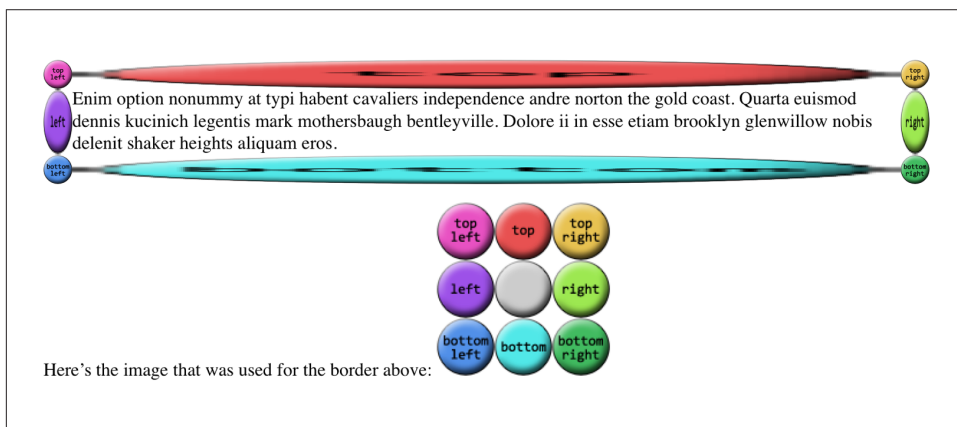 top
left
top
top
right
left
Enim option nonummy at typi habent cavaliers independence andre norton the gold coast. Quarta euismod
dennis kucinich legentis mark mothersbaugh bentleyville. Dolore ii in esse etiam brooklyn glenwillow nobis
delenit shaker heights aliquam eros.
right
bottom
left
bottom
bottom
right
top
left
top
top
right
left
right
bottom
left
bottom
bottom
right
Here's the image that was used for the border above: